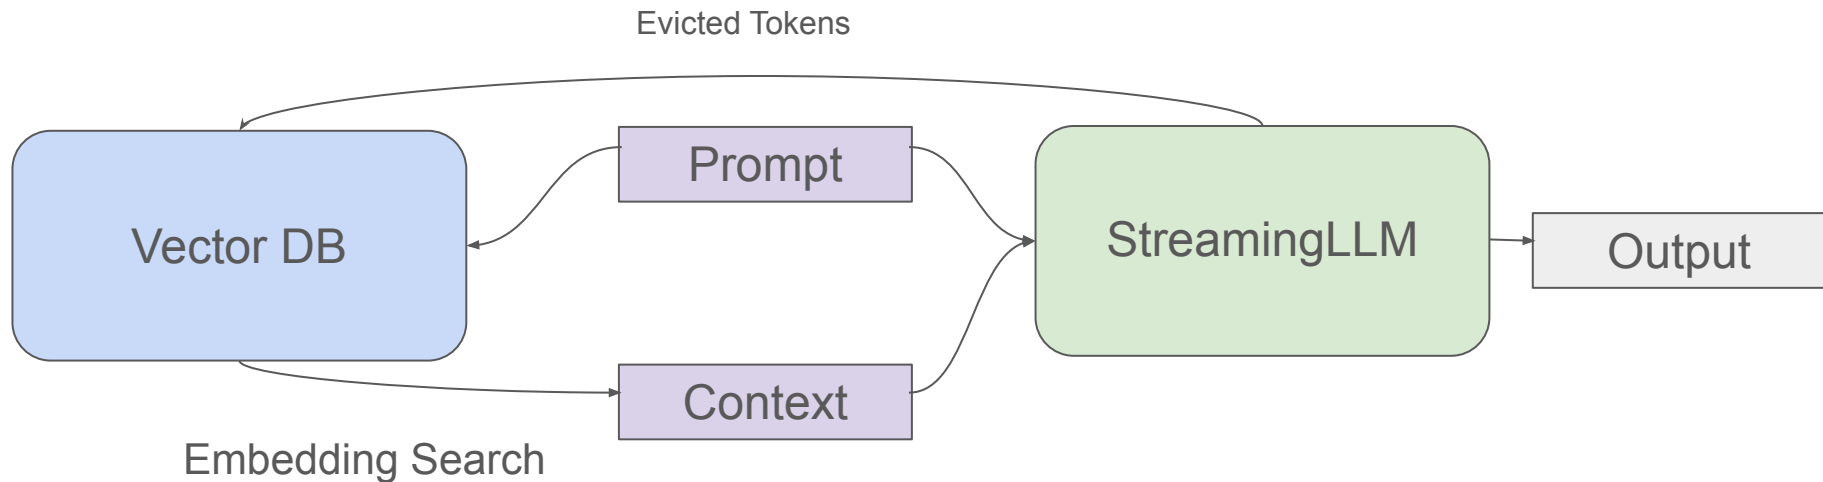 Evicted Tokens
Prompt
Vector DB
StreamingLLM
Output
Context
Embedding Search